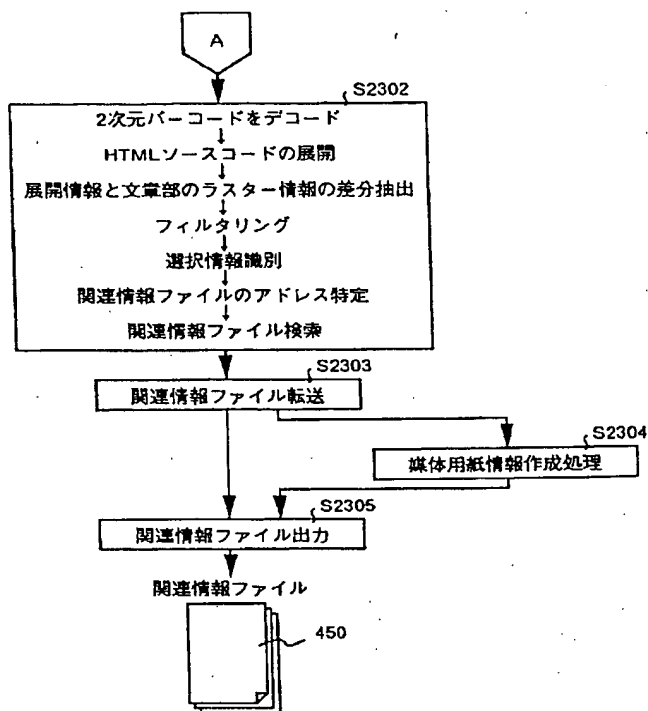 A
S2302
2次元バーコードをデコード
HTMLソースコードの展開
展開情報と文章部のラスター情報の差分抽出
フィルタリング
選択情報識別
関連情報ファイルのアドレス特定
関連情報ファイル検索
S2303
関連情報ファイル転送
S2304
媒体用紙情報作成処理
S2305
関連情報ファイル出力
関連情報ファイル
450